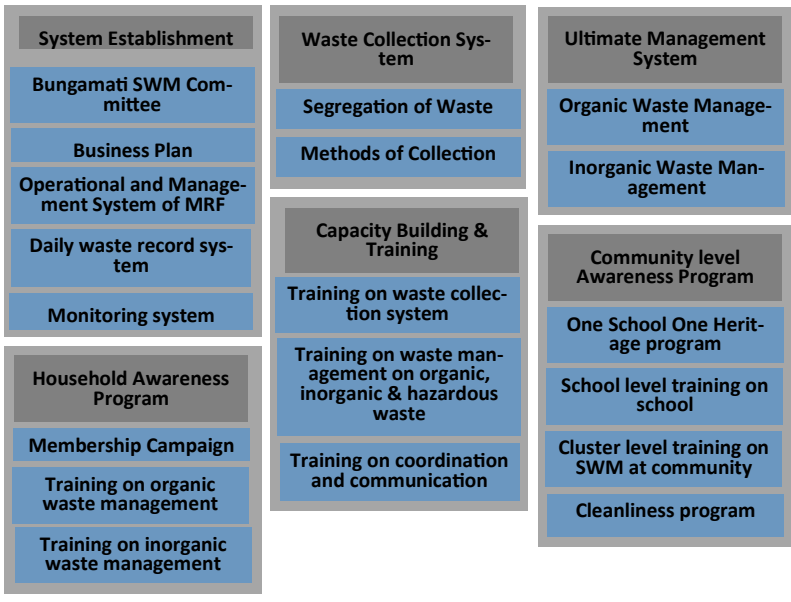 System Establishment
Bungamati SWM Com-
mittee
Business Plan
Operational and Manage-
ment System of MRF
Daily waste record sys-
tem
Monitoring system
Household Awareness
Program
Membership Campaign
Training on organic
waste management
Training on inorganic
waste management
Waste Collection Sys-
tem
Segregation of Waste
Methods of Collection
Capacity Building &
Training
Training on waste collec-
tion system
Training on waste man-
agement on organic,
inorganic & hazardous
waste
Training on coordination
and communication
Ultimate Management
System
Organic Waste Manage-
ment
Inorganic Waste Man-
agement
Community level
Awareness Program
One School One Herit-
age program
School level training on
school
Cluster level training on
SWM at community
Cleanliness program